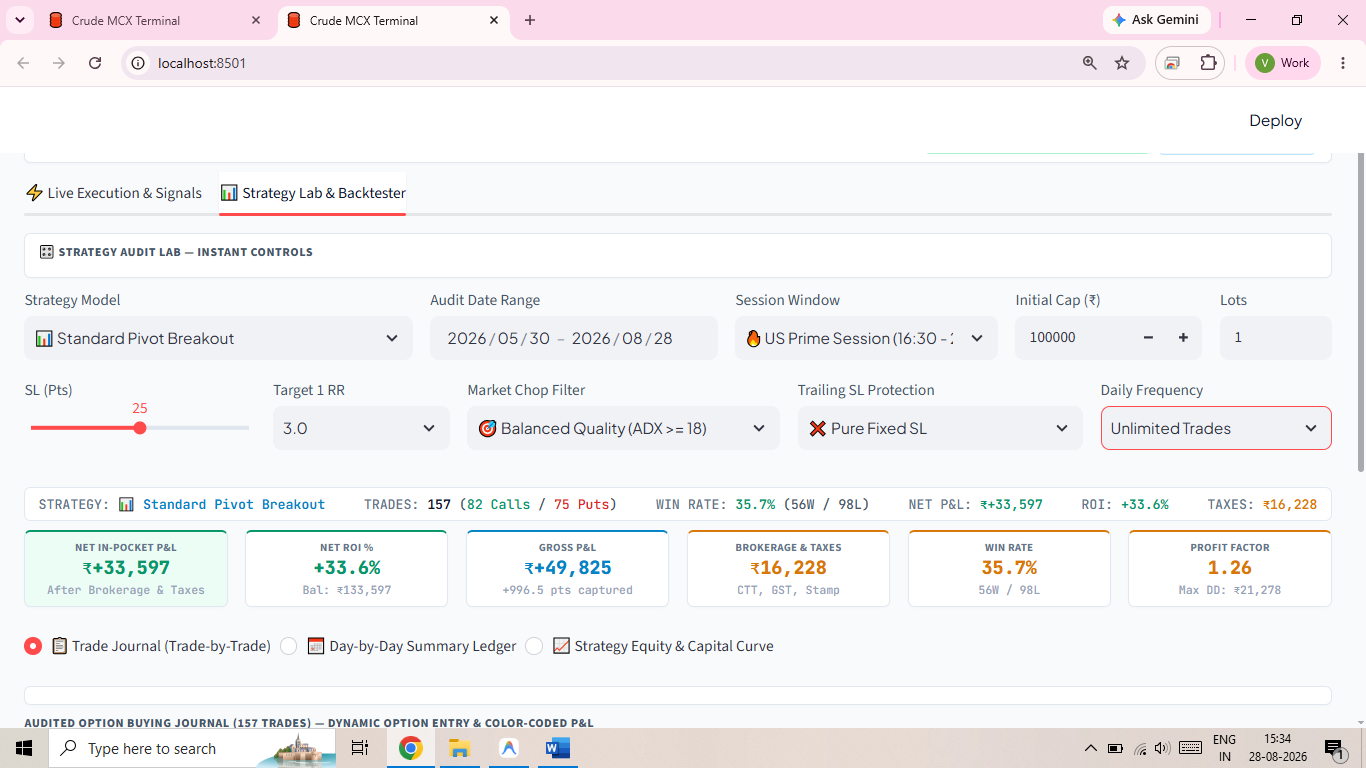 Crude MCX Terminal
Crude MCX Terminal
Ask Gemini
localhost:8501
V Work
Deploy
Live Execution & Signals
Strategy Lab & Backtester
STRATEGY AUDIT LAB — INSTANT CONTROLS
Strategy Model Audit Date Range Session Window Initial Cap (₹) Lots
Standard Pivot Breakout 2026/05/30 – 2026/08/28 US Prime Session (16:30 - 100000 1
SL (Pts) Target 1 RR Market Chop Filter Trailing SL Protection Daily Frequency
25
3.0 Balanced Quality (ADX >= 18) Pure Fixed SL Unlimited Trades
STRATEGY: Standard Pivot Breakout TRADES: 157 (82 Calls / 75 Puts) WIN RATE: 35.7% (56W / 98L) NET P&L: ₹+33,597 ROI: +33.6% TAXES: ₹16,228
NET IN-POCKET P&L NET ROI % GROSS P&L BROKERAGE & TAXES WIN RATE PROFIT FACTOR
₹+33,597 +33.6% ₹+49,825 ₹16,228 35.7% 1.26
After Brokerage & Taxes Bal: ₹133,597 +996.5 pts captured CTT, GST, Stamp 56W / 98L Max DD: ₹21,278
Trade Journal (Trade-by-Trade) Day-by-Day Summary Ledger Strategy Equity & Capital Curve
AUDITED OPTION BUYING JOURNAL (157 TRADES) — DYNAMIC OPTION ENTRY & COLOR-CODED P&L
Type here to search
ENG 15:34
IN 28-08-2026
1